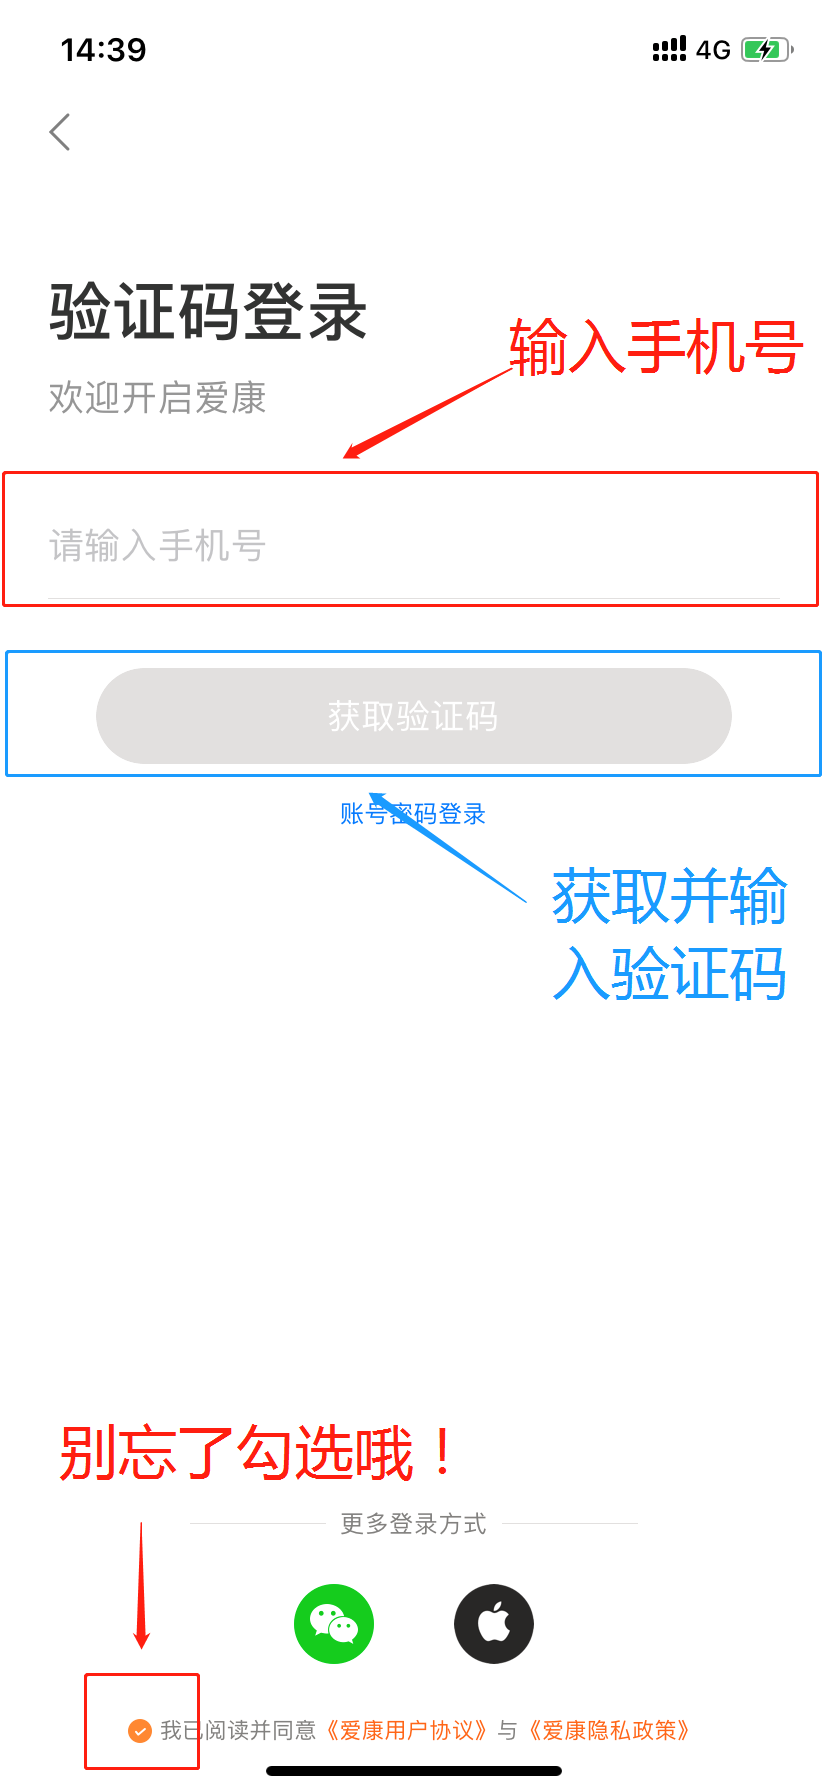 14:39
4G
验证码登录
输入手机号
欢迎开启爱康
请输入手机号
获取验证码
账号密码登录
获取并输
入验证码
别忘了勾选哦！
更多登录方式
我已阅读并同意《爱康用户协议》与《爱康隐私政策》